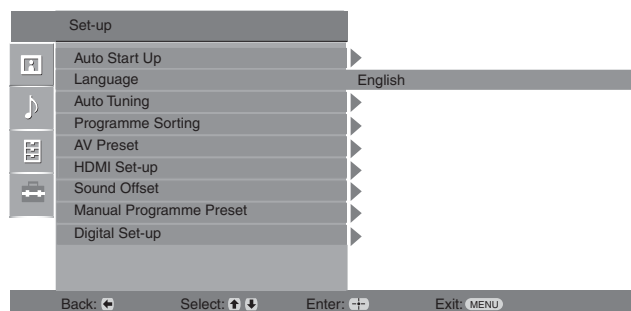 Set-up
Auto Start Up
Language English
Auto Tuning
Programme Sorting
AV Preset
HDMI Set-up
Sound Offset
Manual Programme Preset
Digital Set-up
Back: Select: Enter: Exit: MENU